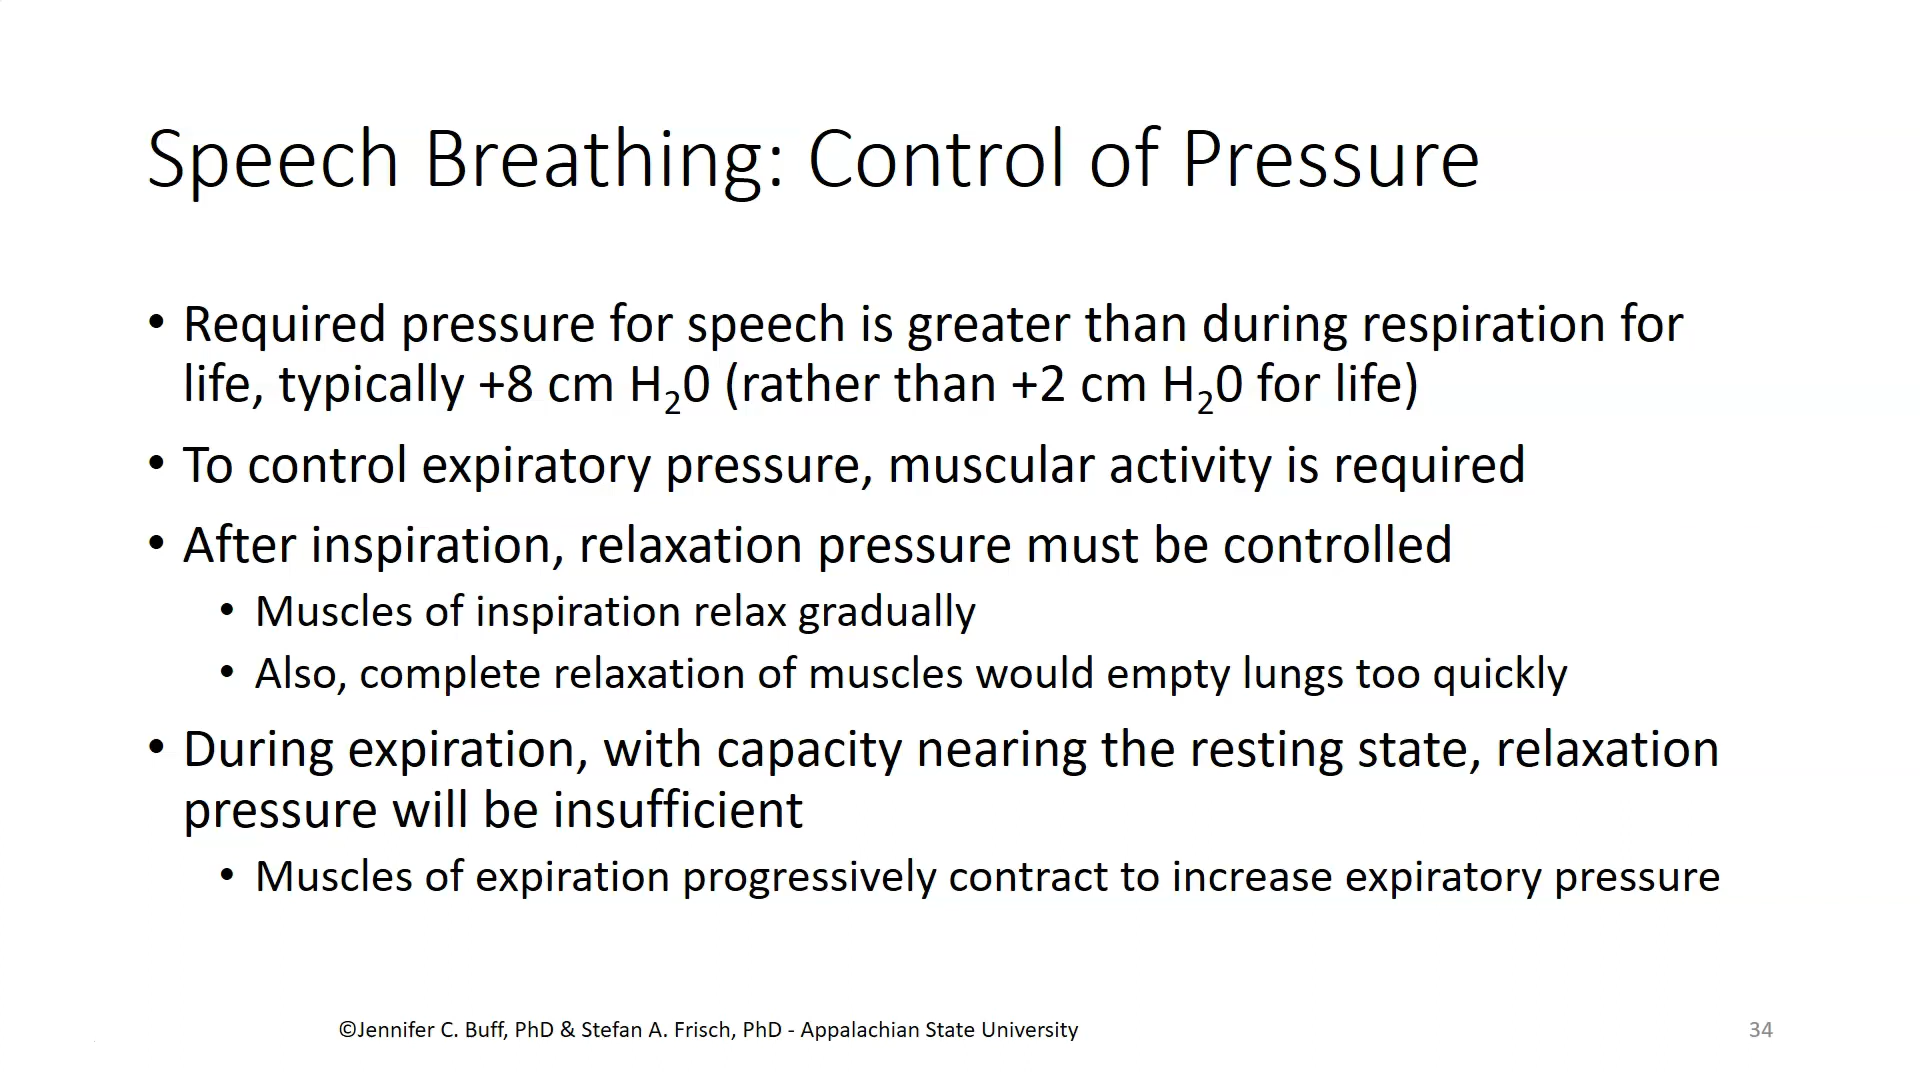 Speech Breathing: Control of Pressure
• Required pressure for speech is greater than during respiration for
life, typically +8 cm H₂0 (rather than +2 cm H₂0 for life)
• To control expiratory pressure, muscular activity is required
• After inspiration, relaxation pressure must be controlled
• Muscles of inspiration relax gradually
• Also, complete relaxation of muscles would empty lungs too quickly
• During expiration, with capacity nearing the resting state, relaxation
pressure will be insufficient
• Muscles of expiration progressively contract to increase expiratory pressure
©Jennifer C. Buff, PhD & Stefan A. Frisch, PhD - Appalachian State University
34